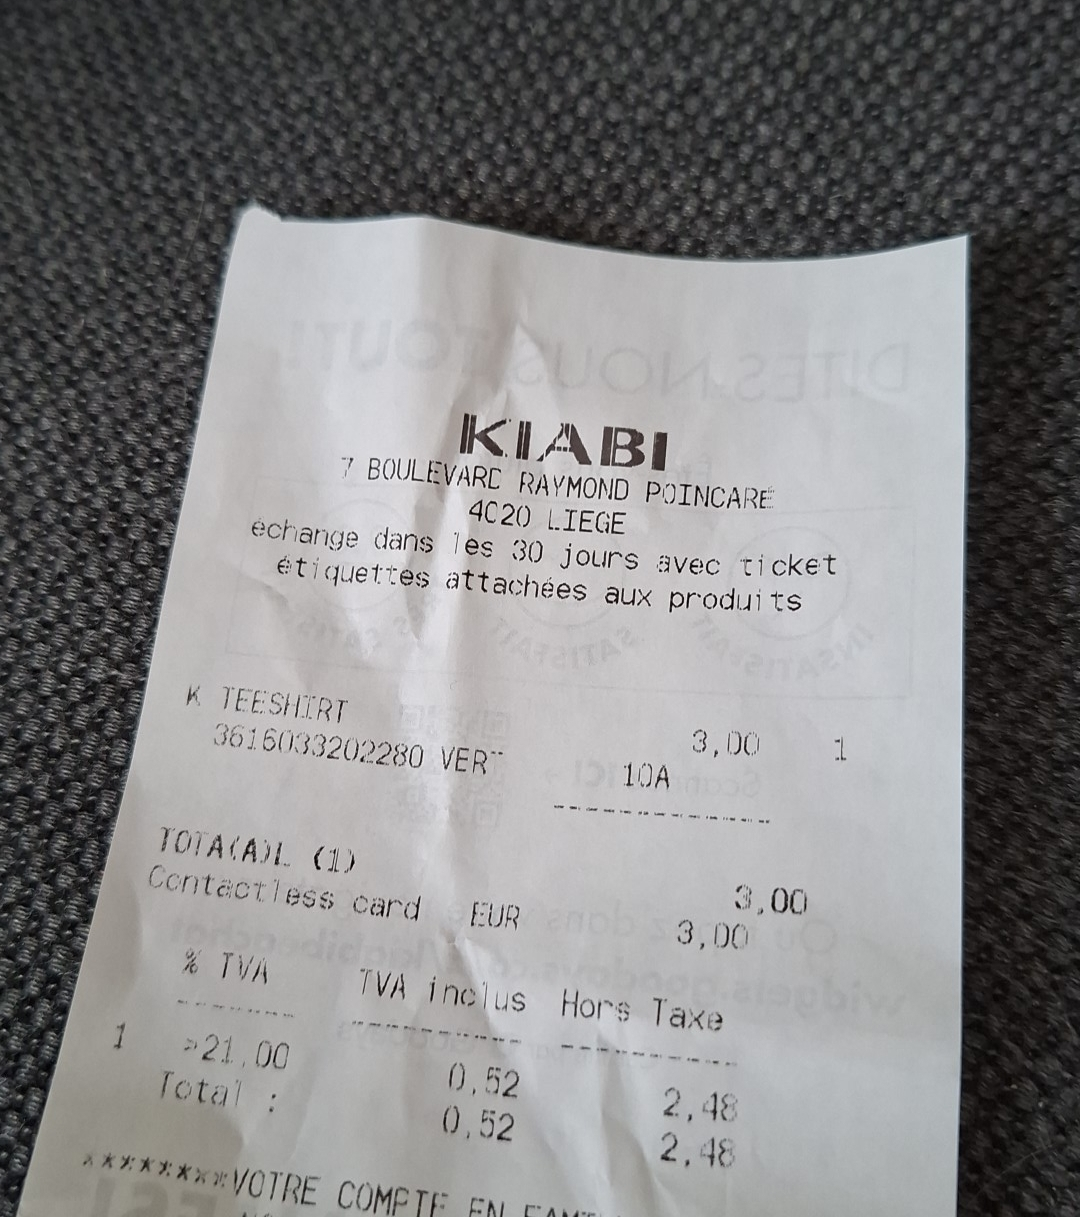 KIABI
7 BOULEVARD RAYMOND POINCARÉ
4020 LIEGE
échange dans les 30 jours avec ticket
étiquettes attachées aux produits
K TEESHIRT 3,00 1
3616033202280 VERT 10A
TOTA(A)L (1) 3,00
Contactless card EUR 3,00
% TVA TVA inclus Hors Taxe
1 >21,00 0,52 2,48
Total : 0,52 2,48
********VOTRE COMPTE EN